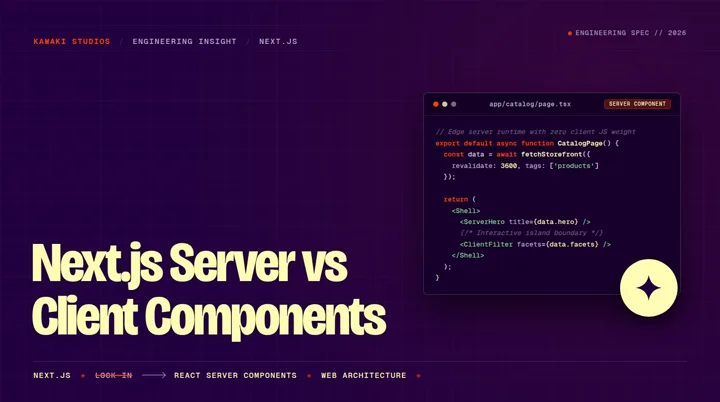 KAWAKI STUDIOS / ENGINEERING INSIGHT / NEXT.JS
ENGINEERING SPEC // 2026
app/catalog/page.tsx
SERVER COMPONENT
// Edge server runtime with zero client JS weight
export default async function CatalogPage() {
const data = await fetchStorefront({
revalidate: 3600, tags: ['products']
});
return (
<Shell>
<ServerHero title={data.hero} />
{/* Interactive island boundary */}
<ClientFilter facets={data.facets} />
</Shell>
);
}
Next.js Server vs
Client Components
NEXT.JS LOCK-IN → REACT SERVER COMPONENTS WEB ARCHITECTURE